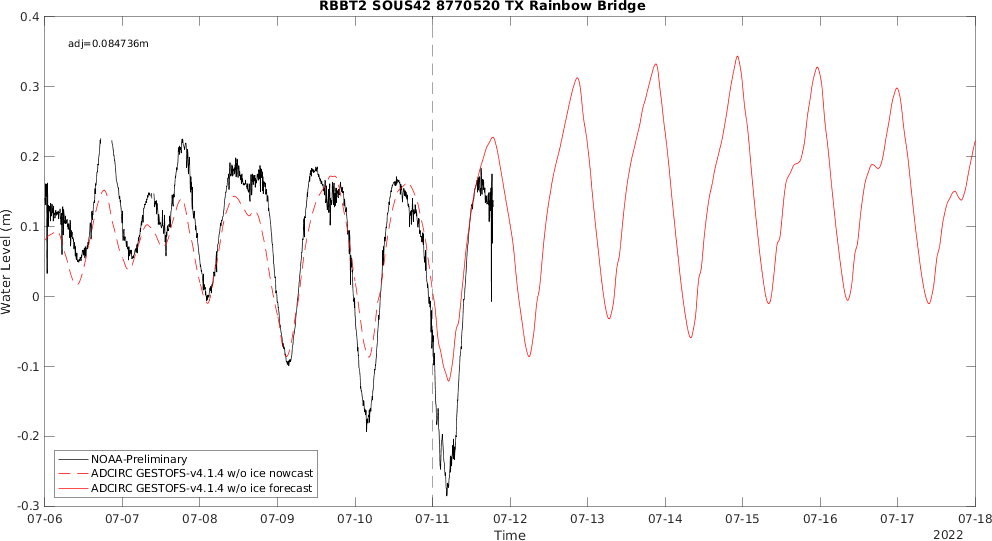 RBBT2 SOUS42 8770520 TX Rainbow Bridge
adj=0.084736m
0.4
0.3
0.2
0.1
0
-0.1
-0.2
-0.3
Water Level (m)
NOAA-Preliminary
ADCIRC GESTOFS-v4.1.4 w/o ice nowcast
ADCIRC GESTOFS-v4.1.4 w/o ice forecast
07-06 07-07 07-08 07-09 07-10 07-11 07-12 07-13 07-14 07-15 07-16 07-17 07-18
Time
2022